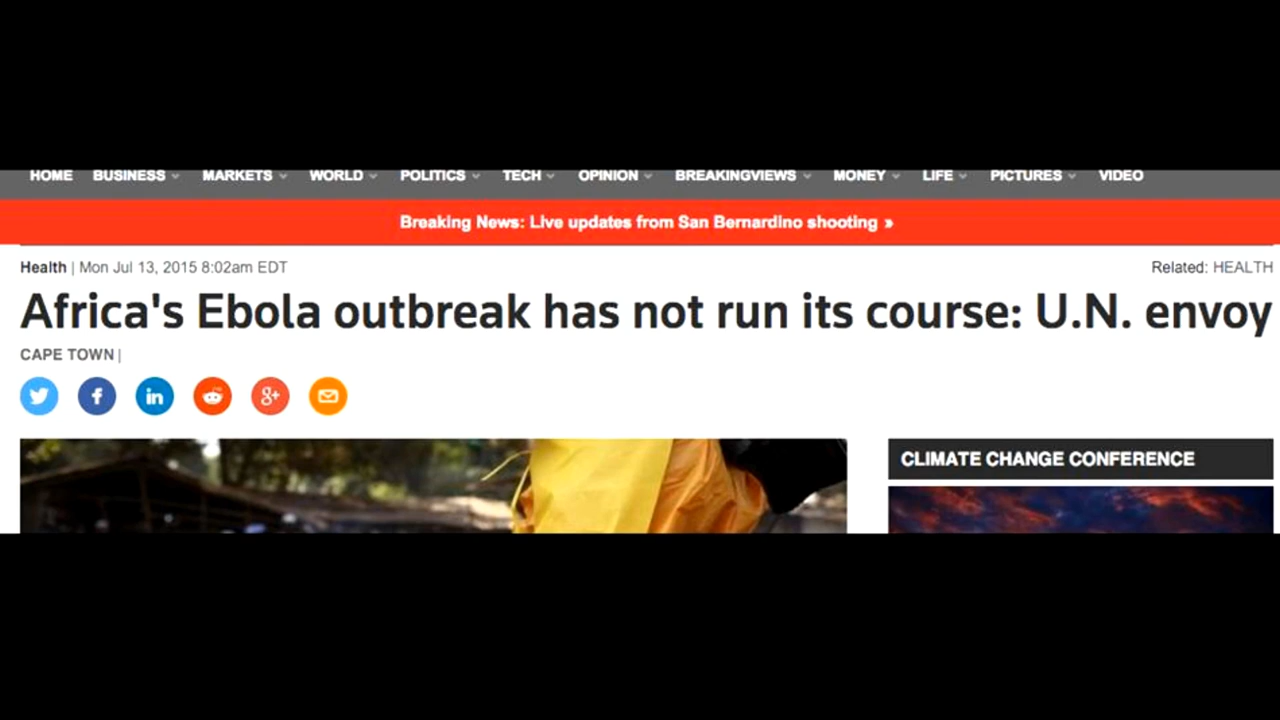 HOME BUSINESS MARKETS WORLD POLITICS TECH OPINION BREAKINGVIEWS MONEY LIFE PICTURES VIDEO
Breaking News: Live updates from San Bernardino shooting »
Health | Mon Jul 13, 2015 8:02am EDT Related: HEALTH
Africa's Ebola outbreak has not run its course: U.N. envoy
CAPE TOWN |
CLIMATE CHANGE CONFERENCE